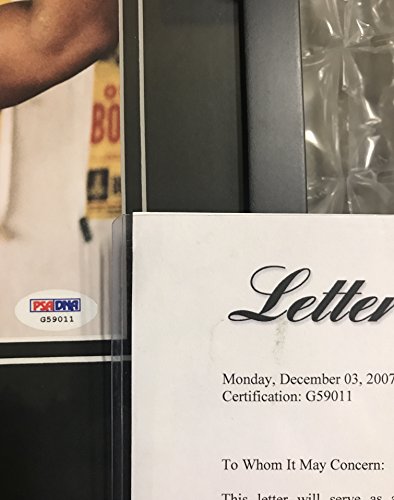 BO
PSA/DNA
G59011
Letter
Monday, December 03, 2007
Certification: G59011
To Whom It May Concern:
This letter will serve as a